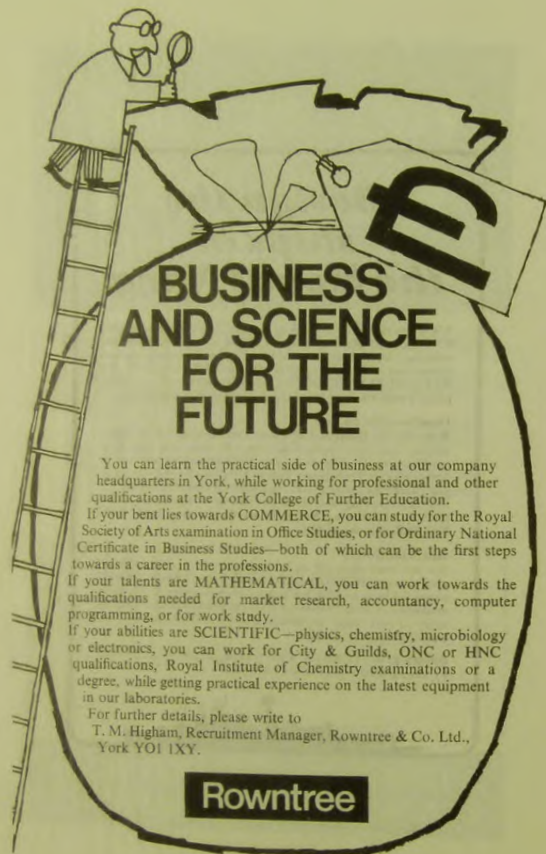 £
BUSINESS
AND SCIENCE
FOR THE
FUTURE
You can learn the practical side of business at our company
headquarters in York, while working for professional and other
qualifications at the York College of Further Education.
If your bent lies towards COMMERCE, you can study for the Royal
Society of Arts examination in Office Studies, or for Ordinary National
Certificate in Business Studies—both of which can be the first steps
towards a career in the professions.
If your talents are MATHEMATICAL, you can work towards the
qualifications needed for market research, accountancy, computer
programming, or for work study.
If your abilities are SCIENTIFIC—physics, chemistry, microbiology
or electronics, you can work for City & Guilds, ONC or HNC
qualifications, Royal Institute of Chemistry examinations or a
degree, while getting practical experience on the latest equipment
in our laboratories.
For further details, please write to
T. M. Higham, Recruitment Manager, Rowntree & Co. Ltd.,
York YO1 1XY.
Rowntree